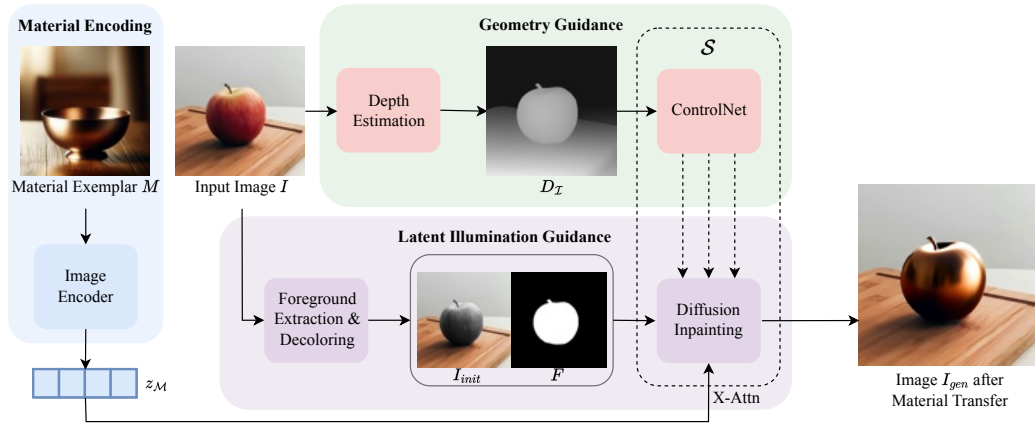 Material Encoding
Material Exemplar M
Image
Encoder
z_M
Input Image I
Geometry Guidance
Depth
Estimation
D_I
S
ControlNet
Latent Illumination Guidance
Foreground
Extraction &
Decoloring
I_init
F
Diffusion
Inpainting
X-Attn
Image I_gen after
Material Transfer